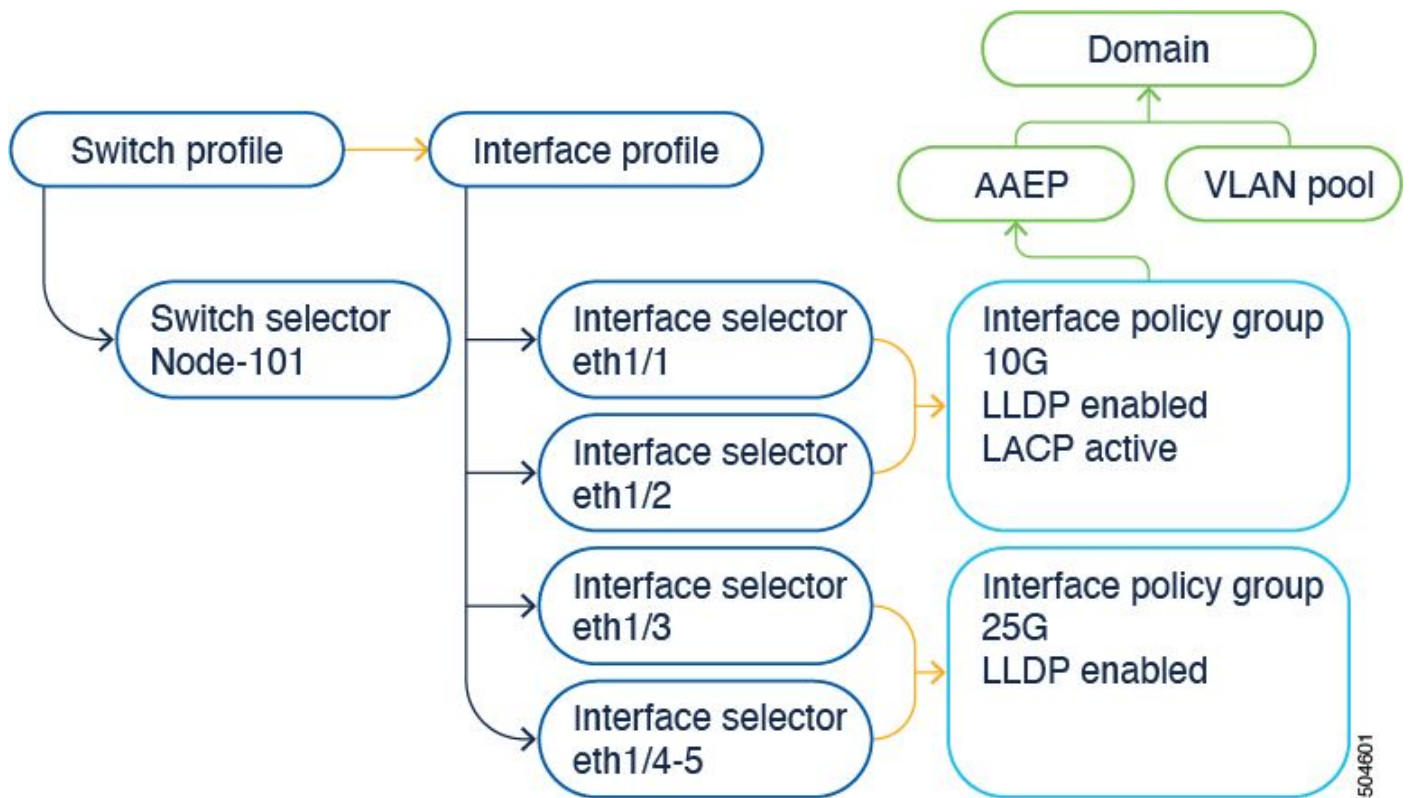 Domain
Switch profile
Interface profile
AAEP
VLAN pool
Switch selector
Node-101
Interface selector
eth1/1
Interface selector
eth1/2
Interface selector
eth1/3
Interface selector
eth1/4-5
Interface policy group
10G
LLDP enabled
LACP active
Interface policy group
25G
LLDP enabled
504601